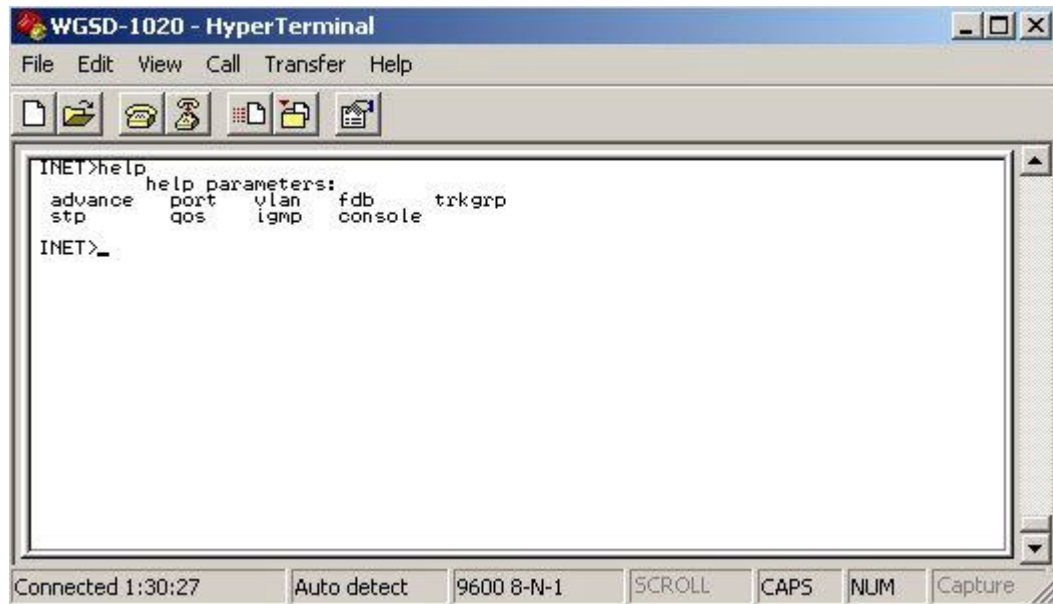 WGSD-1020 - HyperTerminal
File Edit View Call Transfer Help
INET>help
help parameters:
advance port vlan fdb trkgrp
stp qos igmp console
INET>_
Connected 1:30:27 Auto detect 9600 8-N-1 SCROLL CAPS NUM Capture